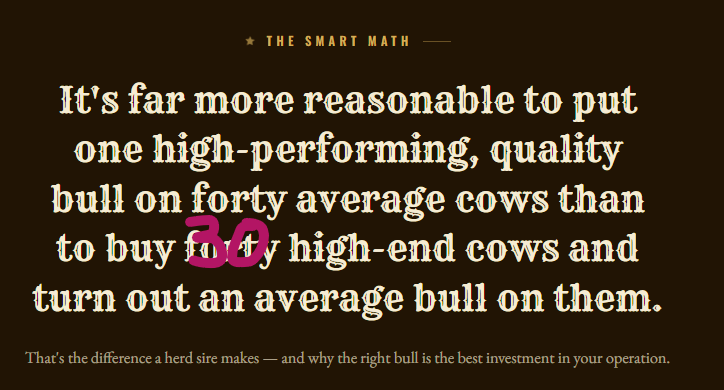 ★ THE SMART MATH
It's far more reasonable to put
one high-performing, quality
bull on forty average cows than
to buy forty high-end cows and
30
turn out an average bull on them.
That's the difference a herd sire makes — and why the right bull is the best investment in your operation.